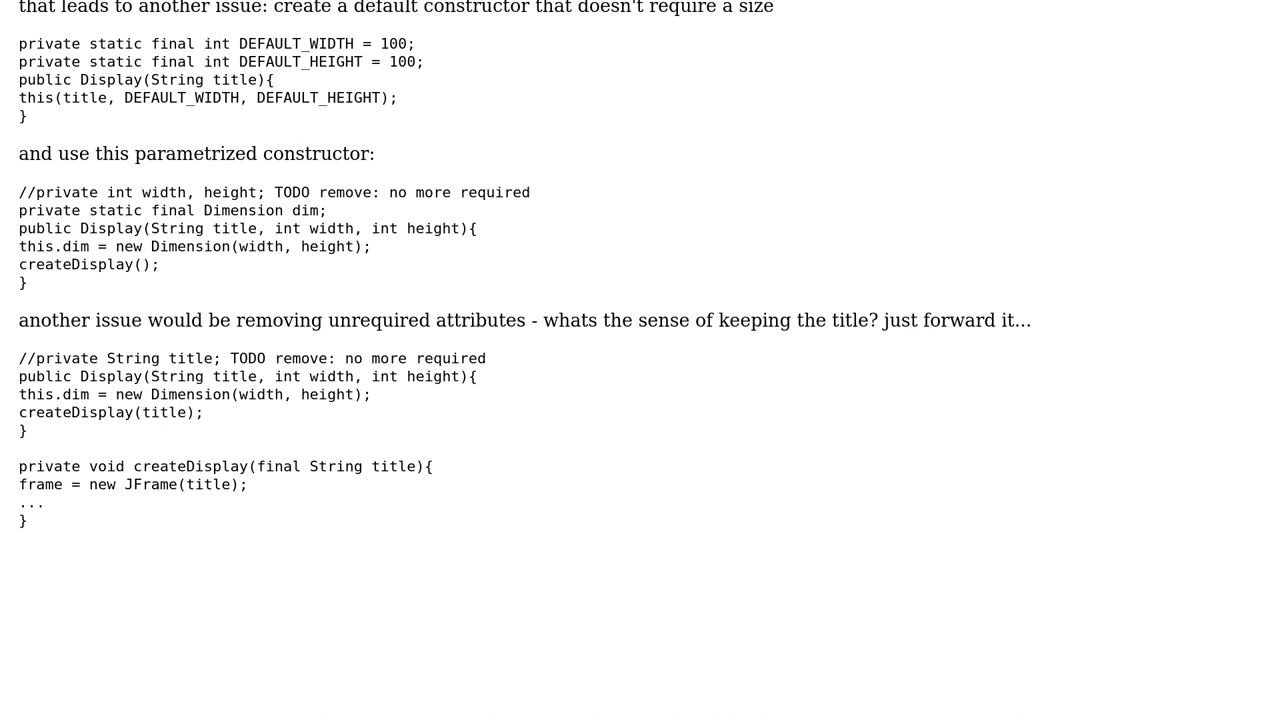 that leads to another issue: create a default constructor that doesn't require a size
private static final int DEFAULT_WIDTH = 100;
private static final int DEFAULT_HEIGHT = 100;
public Display(String title){
this(title, DEFAULT_WIDTH, DEFAULT_HEIGHT);
}
and use this parametrized constructor:
//private int width, height; TODO remove: no more required
private static final Dimension dim;
public Display(String title, int width, int height){
this.dim = new Dimension(width, height);
createDisplay();
}
another issue would be removing unrequired attributes - whats the sense of keeping the title? just forward it...
//private String title; TODO remove: no more required
public Display(String title, int width, int height){
this.dim = new Dimension(width, height);
createDisplay(title);
}
private void createDisplay(final String title){
frame = new JFrame(title);
...
}